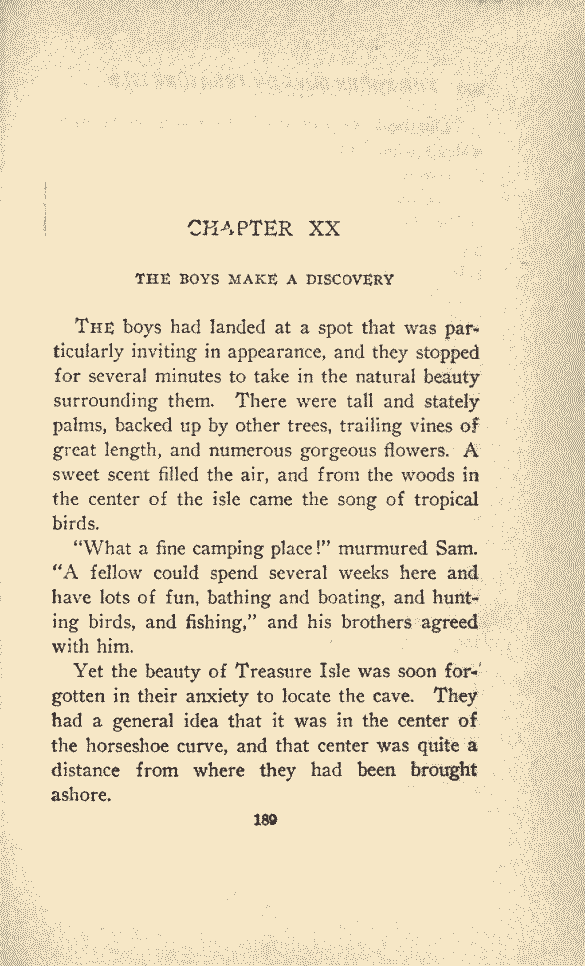 CHAPTER XX
THE BOYS MAKE A DISCOVERY
THE boys had landed at a spot that was par-
ticularly inviting in appearance, and they stopped
for several minutes to take in the natural beauty
surrounding them. There were tall and stately
palms, backed up by other trees, trailing vines of
great length, and numerous gorgeous flowers. A
sweet scent filled the air, and from the woods in
the center of the isle came the song of tropical
birds.
“What a fine camping place!” murmured Sam.
“A fellow could spend several weeks here and
have lots of fun, bathing and boating, and hunt-
ing birds, and fishing,” and his brothers agreed
with him.
Yet the beauty of Treasure Isle was soon for-
gotten in their anxiety to locate the cave. They
had a general idea that it was in the center of
the horseshoe curve, and that center was quite a
distance from where they had been brought
ashore.
189